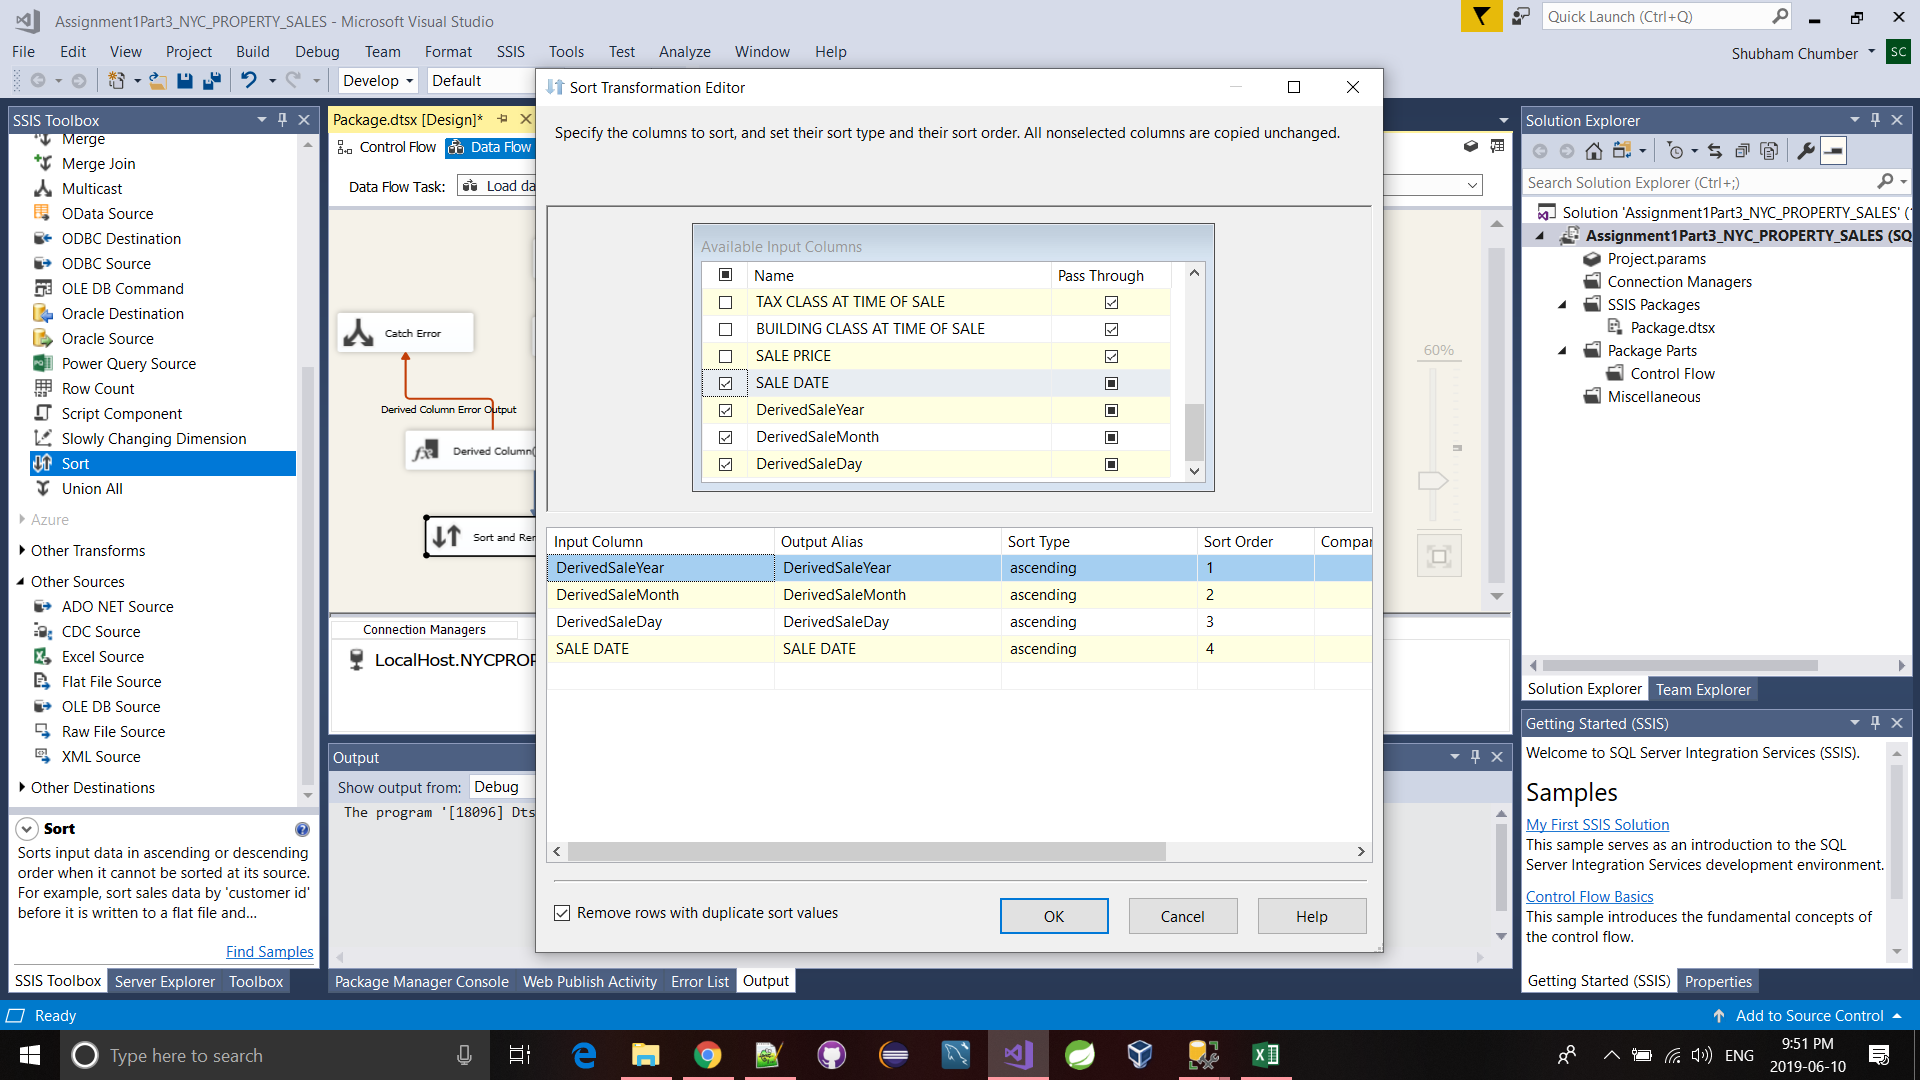 Assignment1Part3_NYC_PROPERTY_SALES - Microsoft Visual Studio
Quick Launch (Ctrl+Q)
File Edit View Project Build Debug Team Format SSIS Tools Test Analyze Window Help
Shubham Chumber SC
Develop Default
SSIS Toolbox
Merge
Merge Join
Multicast
OData Source
ODBC Destination
ODBC Source
OLE DB Command
Oracle Destination
Oracle Source
Power Query Source
Row Count
Script Component
Slowly Changing Dimension
Sort
Union All
Azure
Other Transforms
Other Sources
ADO NET Source
CDC Source
Excel Source
Flat File Source
OLE DB Source
Raw File Source
XML Source
Other Destinations
Sort
Sorts input data in ascending or descending
order when it cannot be sorted at its source.
For example, sort sales data by 'customer id'
before it is written to a flat file and...
Find Samples
SSIS Toolbox Server Explorer Toolbox
Package.dtsx [Design]*
Control Flow Data Flow
Data Flow Task: Load da
Catch Error
Derived Column Error Output
Derived Column(
Sort and Rer
60%
Connection Managers
LocalHost.NYCPROP
Output
Show output from: Debug
The program '[18096] Dts
Package Manager Console Web Publish Activity Error List Output
Sort Transformation Editor
Specify the columns to sort, and set their sort type and their sort order. All nonselected columns are copied unchanged.
Available Input Columns
Name Pass Through
TAX CLASS AT TIME OF SALE
BUILDING CLASS AT TIME OF SALE
SALE PRICE
SALE DATE
DerivedSaleYear
DerivedSaleMonth
DerivedSaleDay
Input Column Output Alias Sort Type Sort Order Compar
DerivedSaleYear DerivedSaleYear ascending 1
DerivedSaleMonth DerivedSaleMonth ascending 2
DerivedSaleDay DerivedSaleDay ascending 3
SALE DATE SALE DATE ascending 4
Remove rows with duplicate sort values
OK Cancel Help
Solution Explorer
Search Solution Explorer (Ctrl+;)
Solution 'Assignment1Part3_NYC_PROPERTY_SALES' (
Assignment1Part3_NYC_PROPERTY_SALES (SQ
Project.params
Connection Managers
SSIS Packages
Package.dtsx
Package Parts
Control Flow
Miscellaneous
Solution Explorer Team Explorer
Getting Started (SSIS)
Welcome to SQL Server Integration Services (SSIS).
Samples
My First SSIS Solution
This sample serves as an introduction to the SQL
Server Integration Services development environment.
Control Flow Basics
This sample introduces the fundamental concepts of
the control flow.
Getting Started (SSIS) Properties
Ready
Add to Source Control
Type here to search
ENG
9:51 PM
2019-06-10